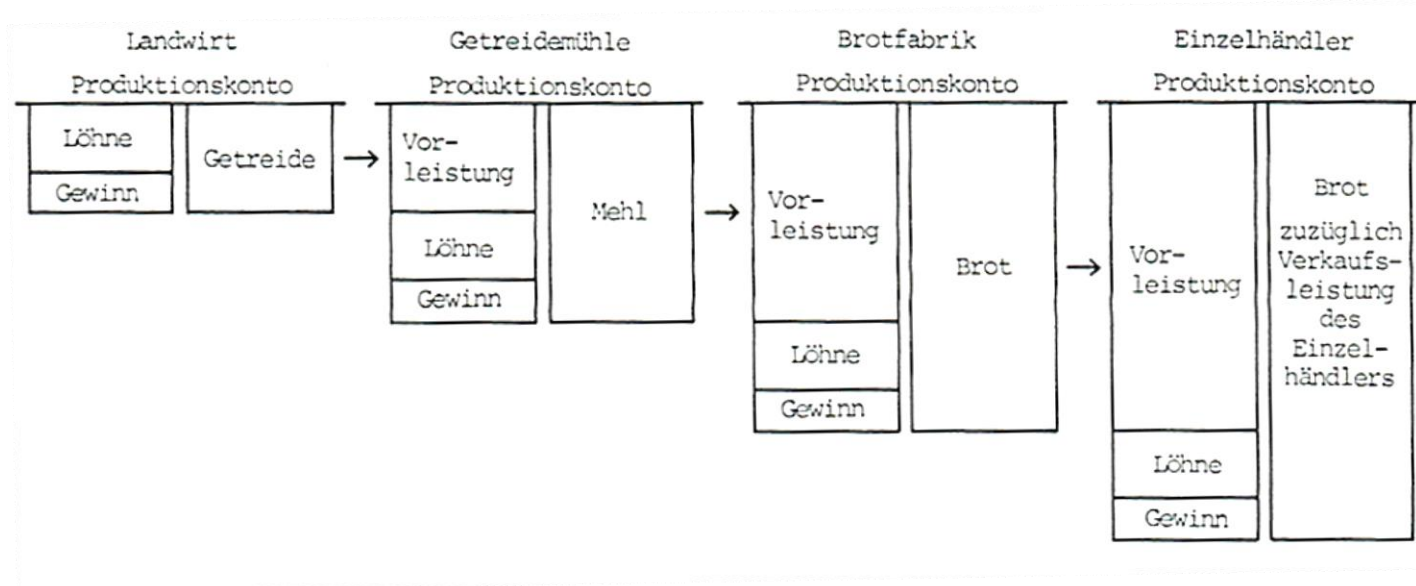 Landwirt
Produktionskonto
Löhne
Gewinn
Getreide
Getreidemühle
Produktionskonto
Vor-
leistung
Löhne
Gewinn
Mehl
Brotfabrik
Produktionskonto
Vor-
leistung
Löhne
Gewinn
Brot
Einzelhändler
Produktionskonto
Vor-
leistung
Löhne
Gewinn
Brot
zuzüglich
Verkaufs-
leistung
des
Einzel-
händlers